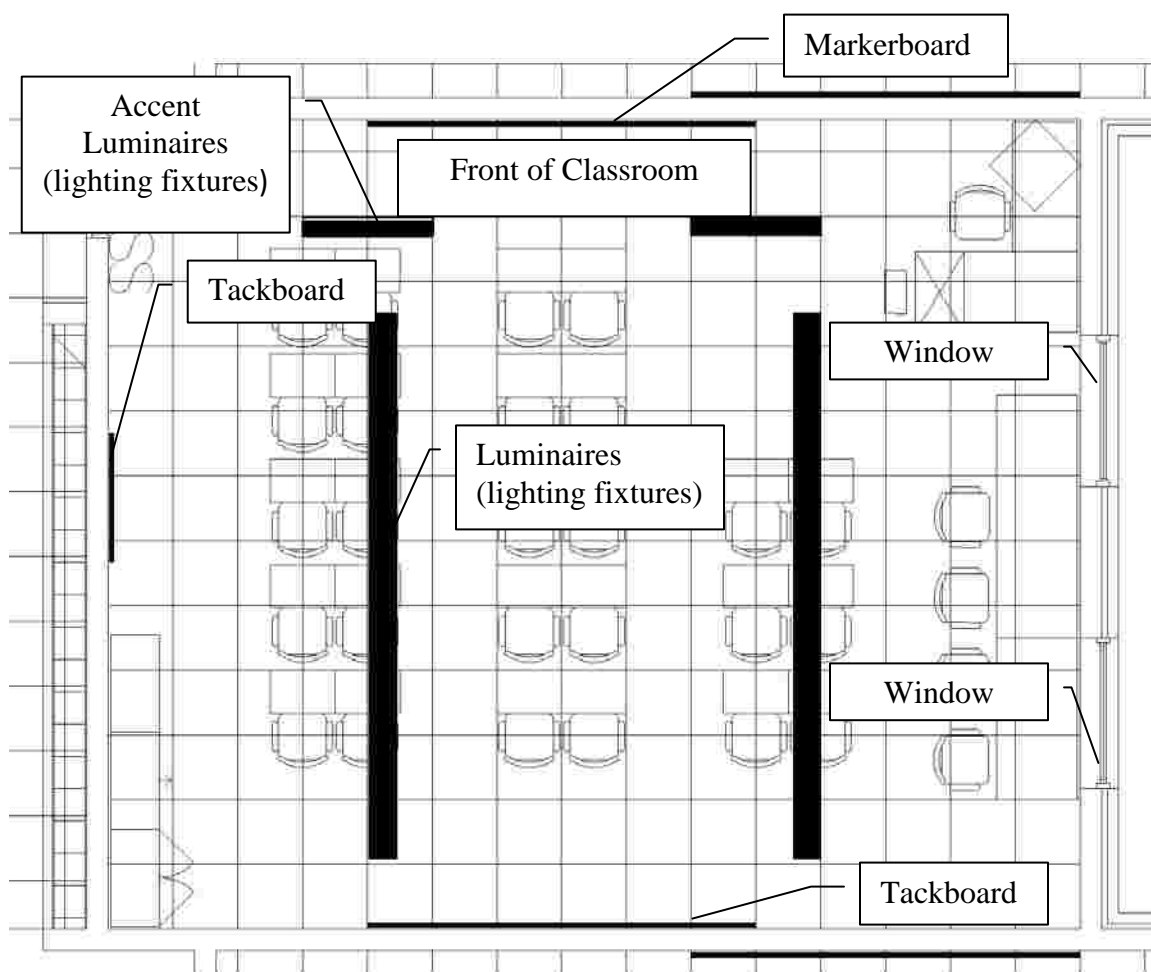 Markerboard
Accent
Luminaires
(lighting fixtures)
Front of Classroom
Tackboard
Window
Luminaires
(lighting fixtures)
Window
Tackboard